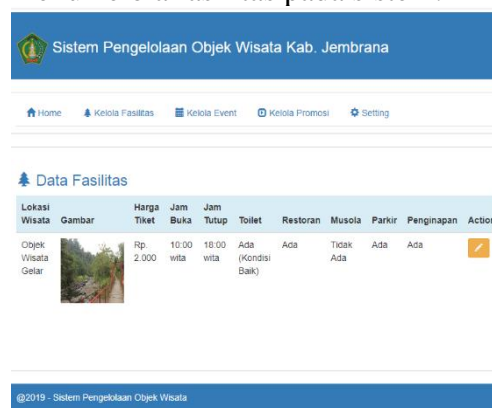 Sistem Pengelolaan Objek Wisata Kab. Jembrana
Home Kelola Fasilitas Kelola Event Kelola Promosi Setting
Data Fasilitas
Lokasi Wisata Gambar Harga Tiket Jam Buka Jam Tutup Toilet Restoran Musola Parkir Penginapan Action
Objek Wisata Gelar Rp. 2.000 10:00 wita 18:00 wita Ada (Kondisi Baik) Ada Tidak Ada Ada Ada
@2019 - Sistem Pengelolaan Objek Wisata